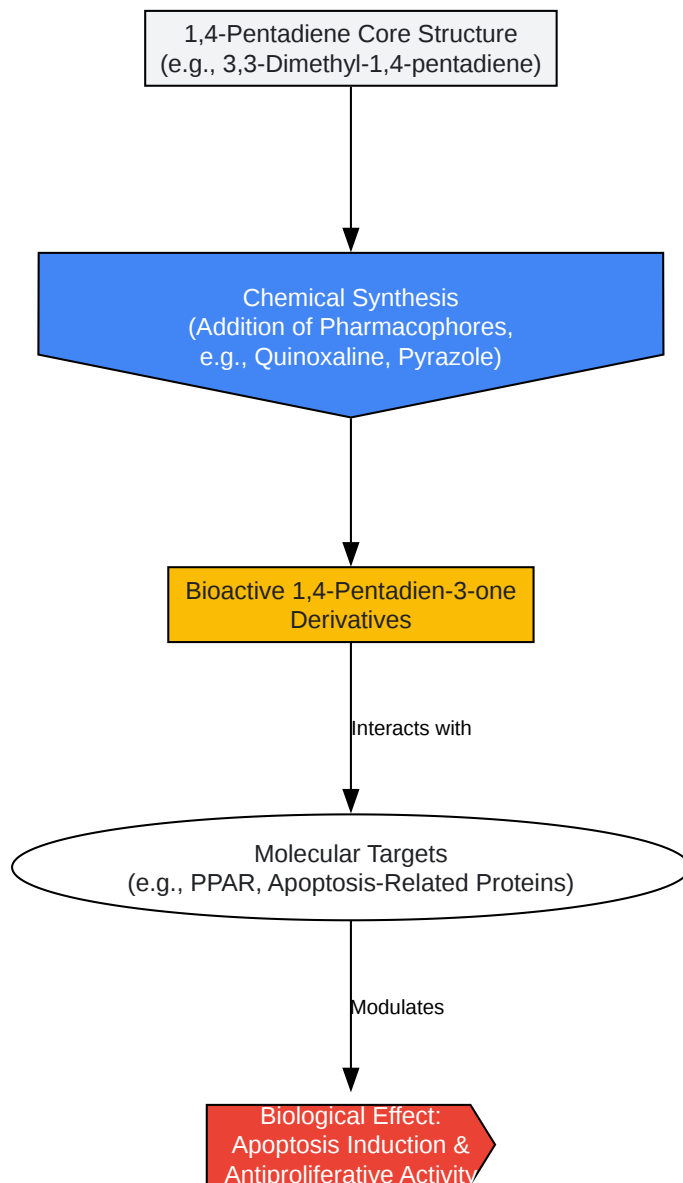 1,4-Pentadiene Core Structure
(e.g., 3,3-Dimethyl-1,4-pentadiene)
Chemical Synthesis
(Addition of Pharmacophores,
e.g., Quinoxaline, Pyrazole)
Bioactive 1,4-Pentadien-3-one
Derivatives
Interacts with
Molecular Targets
(e.g., PPAR, Apoptosis-Related Proteins)
Modulates
Biological Effect:
Apoptosis Induction &
Antiproliferative Activity